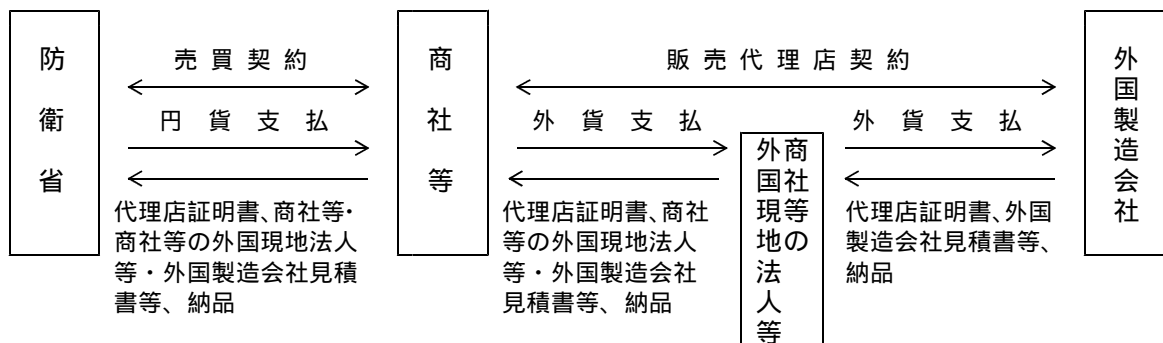 防衛省
売買契約
円貨支払
代理店証明書、商社等・
商社等の外国現地法人
等・外国製造会社見積
書等、納品
商社等
販売代理店契約
外貨支払
代理店証明書、商社
等の外国現地法人
等・外国製造会社
見積書等、納品
商社等の
外国現地法人等
外貨支払
代理店証明書、外国
製造会社見積書等、
納品
外国製造会社